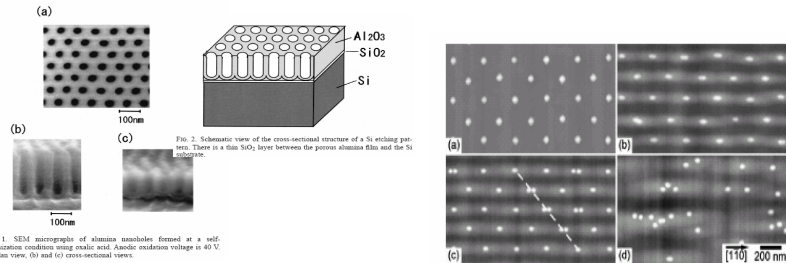 (a)
100nm
(b)
(c)
100nm
1. SEM micrographs of alumina nanoholes formed at a self-
ization condition using oxalic acid. Anodic oxidation voltage is 40 V.
lan view, (b) and (c) cross-sectional views.
Al2O3
SiO2
Si
FIG. 2. Schematic view of the cross-sectional structure of a Si etching pat-
tern. There is a thin SiO2 layer between the porous alumina film and the Si
substrate.
(a)
(b)
(c)
(d)
[110]
200 nm